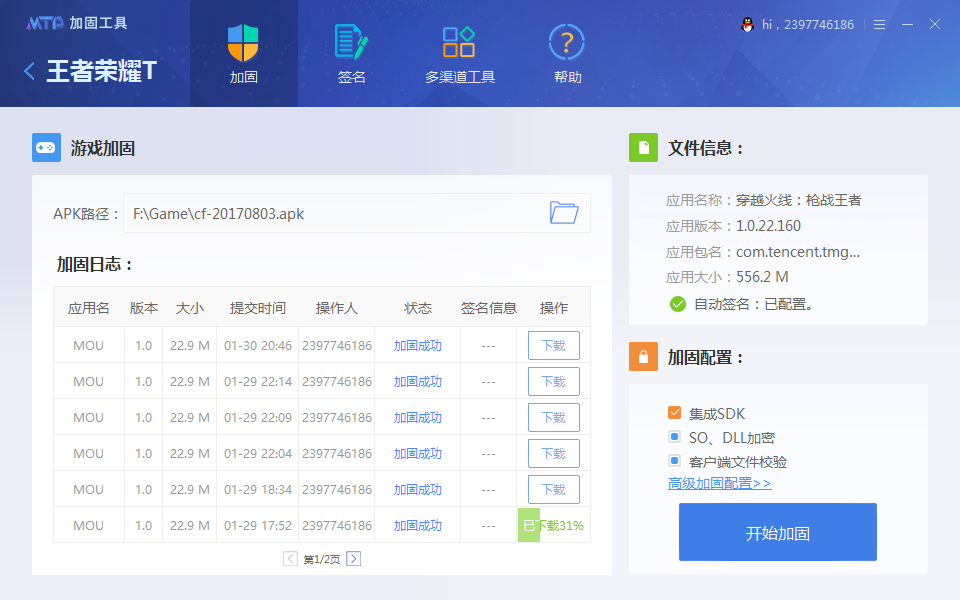 MTP 加固工具
hi，2397746186
王者荣耀T
加固
签名
多渠道工具
帮助
游戏加固
APK路径：
F:\Game\cf-20170803.apk
加固日志：
应用名 版本 大小 提交时间 操作人 状态 签名信息 操作
MOU 1.0 22.9 M 01-30 20:46 2397746186 加固成功 --- 下载
MOU 1.0 22.9 M 01-29 22:14 2397746186 加固成功 --- 下载
MOU 1.0 22.9 M 01-29 22:09 2397746186 加固成功 --- 下载
MOU 1.0 22.9 M 01-29 22:04 2397746186 加固成功 --- 下载
MOU 1.0 22.9 M 01-29 18:34 2397746186 加固成功 --- 下载
MOU 1.0 22.9 M 01-29 17:52 2397746186 加固成功 --- 已下载31%
第1/2页
文件信息：
应用名称：穿越火线：枪战王者
应用版本：1.0.22.160
应用包名：com.tencent.tmg...
应用大小：556.2 M
自动签名：已配置。
加固配置：
集成SDK
SO、DLL加密
客户端文件校验
高级加固配置>>
开始加固